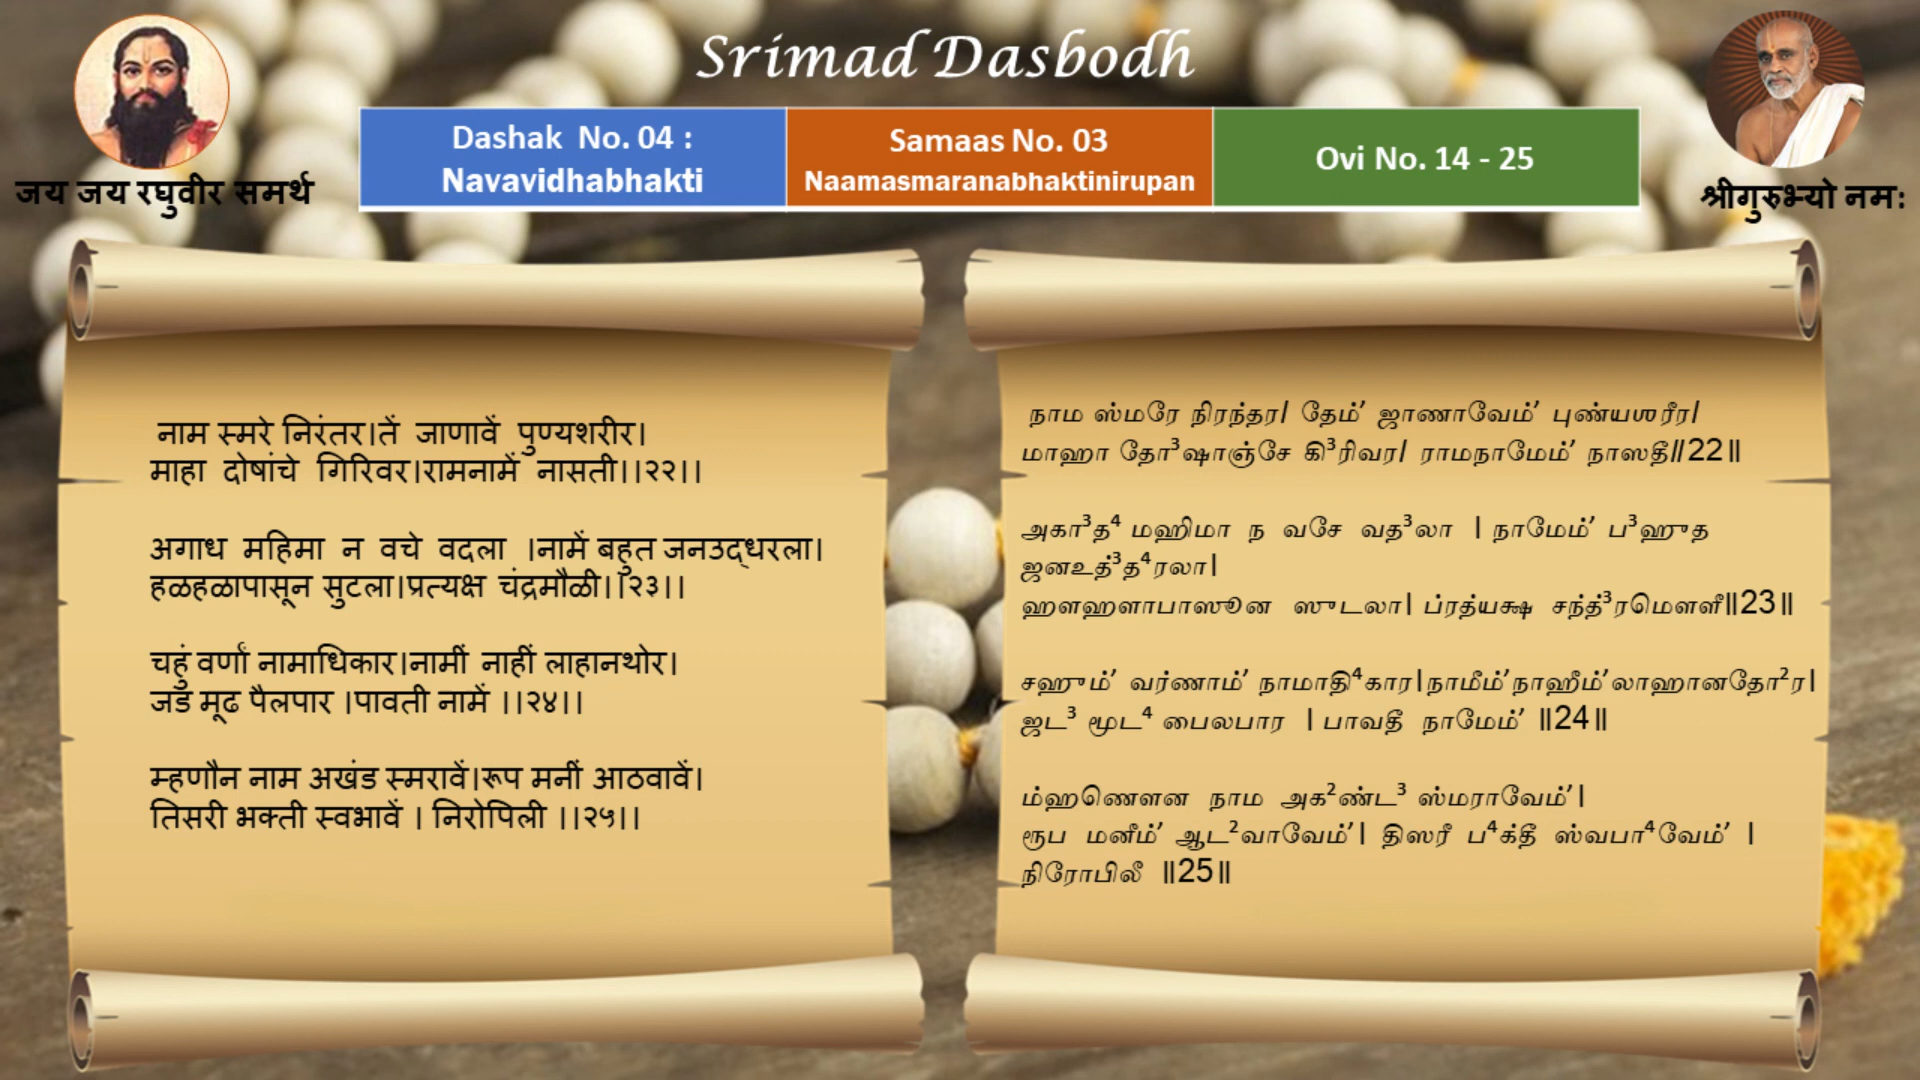 Srimad Dasbodh
Dashak No. 04 :
Navavidhabhakti
Samaas No. 03
Naamasmaranabhaktinirupan
Ovi No. 14 - 25
जय जय रघुवीर समर्थ
श्रीगुरुभ्यो नम:
नाम स्मरे निरंतर।तें जाणावें पुण्यशरीर।
माहा दोषांचे गिरिवर।रामनामें नासती।।२२।।
अगाध महिमा न वचे वदला ।नामें बहुत जनउद्धरला।
हळहळापासून सुटला।प्रत्यक्ष चंद्रमौळी।।२३।।
चहुं वर्णां नामाधिकार।नामीं नाहीं लाहानथोर।
जड मूढ पैलपार ।पावती नामें ।।२४।।
म्हणौन नाम अखंड स्मरावें।रूप मनीं आठवावें।
तिसरी भक्ती स्वभावें । निरोपिली ।।२५।।
நாம ஸ்மரே நிரந்தர| தேம்’ ஜாணாவேம்’ புண்யஶரீர|
மாஹா தோ³ஷாஞ்சே கி³ரிவர| ராமநாமேம்’ நாஸதீ||22||
அகா³த⁴ மஹிமா ந வசே வத³லா | நாமேம்’ ப³ஹுத
ஜனஉத்³த⁴ரலா|
ஹளஹளாபாஸூன ஸுடலா| ப்ரத்யக்ஷ சந்த்³ரமௌளீ||23||
சஹும்’ வர்ணாம்’ நாமாதி⁴கார|நாமீம்’நாஹீம்’லாஹானதோ²ர|
ஜட³ மூட⁴ பைலபார | பாவதீ நாமேம்’ ||24||
ம்ஹணௌன நாம அக²ண்ட³ ஸ்மராவேம்’|
ரூப மனீம்’ ஆட²வாவேம்’| திஸரீ ப⁴க்தீ ஸ்வபா⁴வேம்’ |
நிரோபிலீ ||25||